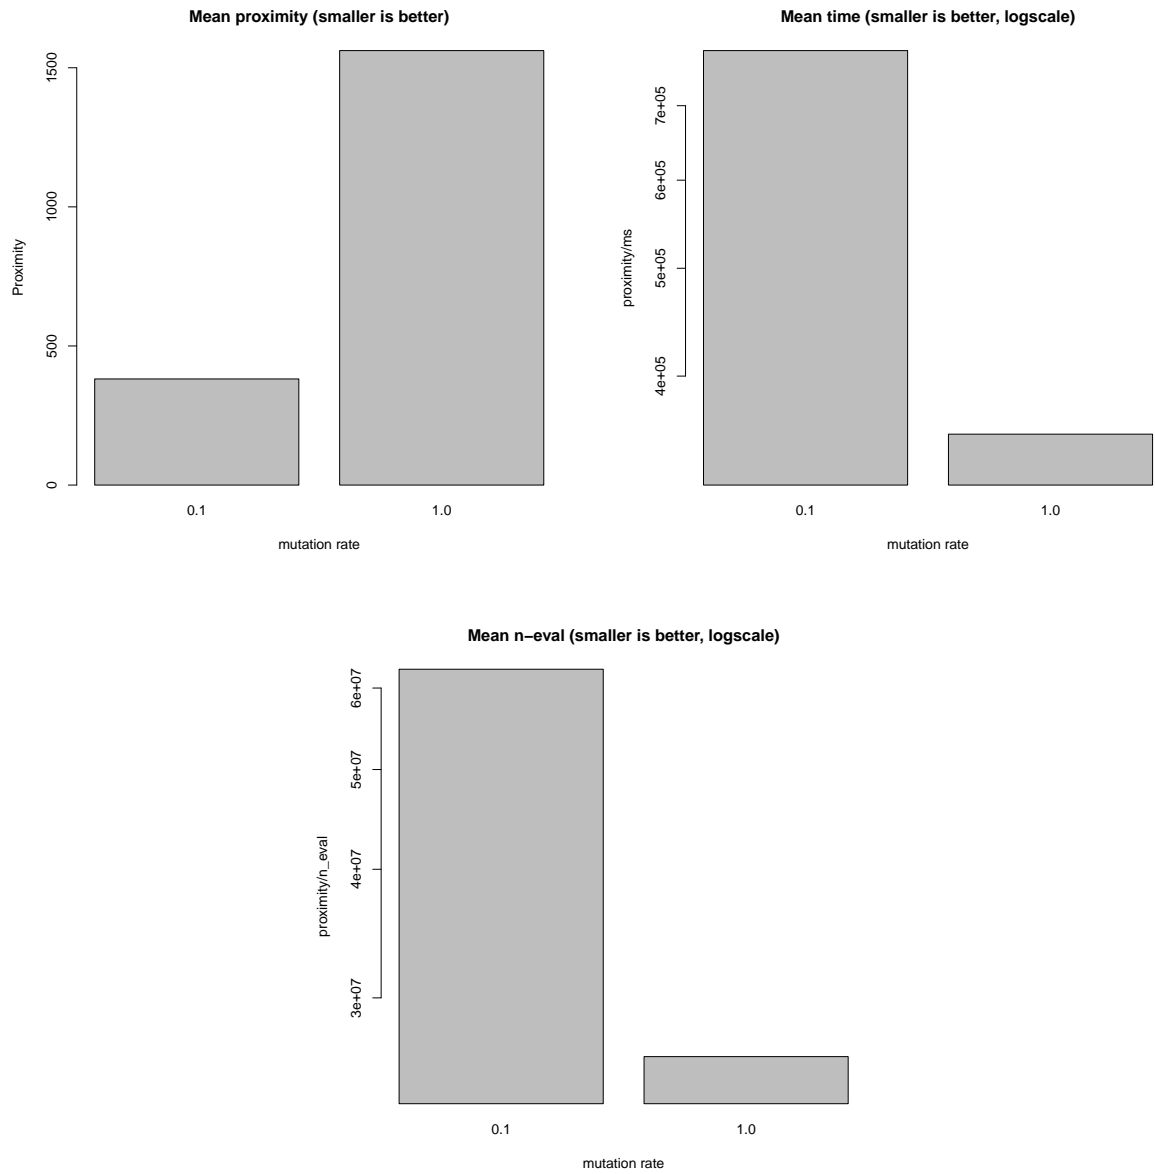 Mean proximity (smaller is better)
Proximity
1500
1000
500
0
0.1
1.0
mutation rate
Mean time (smaller is better, logscale)
proximity/ms
7e+05
6e+05
5e+05
4e+05
0.1
1.0
mutation rate
Mean n−eval (smaller is better, logscale)
proximity/n_eval
6e+07
5e+07
4e+07
3e+07
0.1
1.0
mutation rate